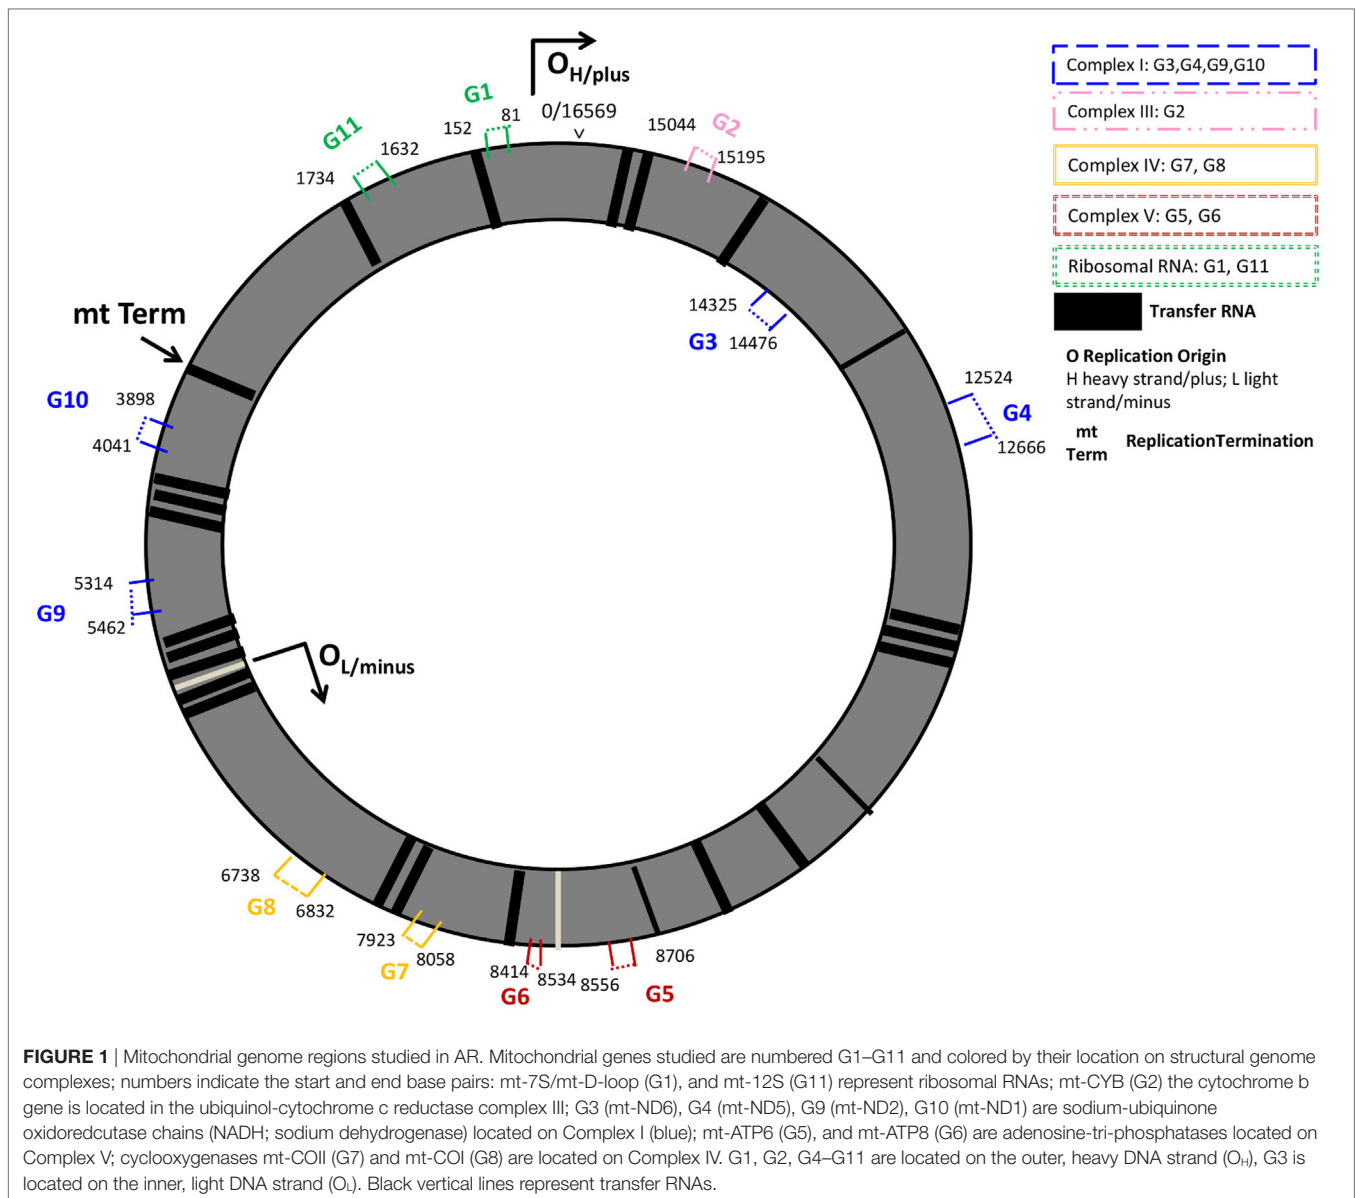 O H/plus
0/16569
G1
81
152
G11
1632
1734
15044
G2
15195
14325
G3 14476
12524
G4
12666
mt Term
G10
3898
4041
5314
G9
5462
O L/minus
6738
G8
6832
7923
G7
8058
8414
G6
8534
8556
G5
8706
Complex I: G3,G4,G9,G10
Complex III: G2
Complex IV: G7, G8
Complex V: G5, G6
Ribosomal RNA: G1, G11
Transfer RNA
O Replication Origin
H heavy strand/plus; L light
strand/minus
mt
Term
ReplicationTermination
FIGURE 1 | Mitochondrial genome regions studied in AR. Mitochondrial genes studied are numbered G1–G11 and colored by their location on structural genome
complexes; numbers indicate the start and end base pairs: mt-7S/mt-D-loop (G1), and mt-12S (G11) represent ribosomal RNAs; mt-CYB (G2) the cytochrome b
gene is located in the ubiquinol-cytochrome c reductase complex III; G3 (mt-ND6), G4 (mt-ND5), G9 (mt-ND2), G10 (mt-ND1) are sodium-ubiquinone
oxidoredcutase chains (NADH; sodium dehydrogenase) located on Complex I (blue); mt-ATP6 (G5), and mt-ATP8 (G6) are adenosine-tri-phosphatases located on
Complex V; cyclooxygenases mt-COII (G7) and mt-COI (G8) are located on Complex IV. G1, G2, G4–G11 are located on the outer, heavy DNA strand (OH), G3 is
located on the inner, light DNA strand (OL). Black vertical lines represent transfer RNAs.